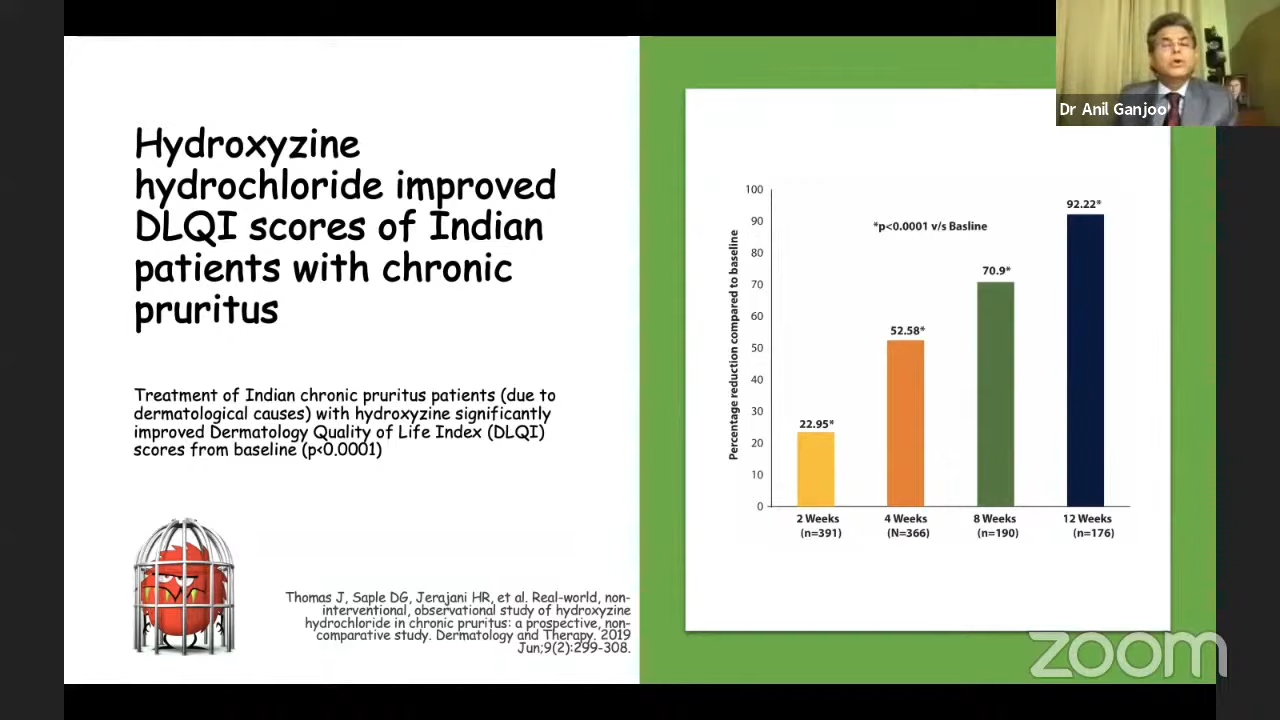 Hydroxyzine
hydrochloride improved
DLQI scores of Indian
patients with chronic
pruritus
Treatment of Indian chronic pruritus patients (due to
dermatological causes) with hydroxyzine significantly
improved Dermatology Quality of Life Index (DLQI)
scores from baseline (p<0.0001)
Thomas J, Saple DG, Jerajani HR, et al. Real-world, non-
interventional, observational study of hydroxyzine
hydrochloride in chronic pruritus: a prospective, non-
comparative study. Dermatology and Therapy. 2019
Jun;9(2):299-308.
Dr Anil Ganjoo
Percentage reduction compared to baseline
100
90
80
70
60
50
40
30
20
10
0
*p<0.0001 v/s Basline
22.95*
52.58*
70.9*
92.22*
2 Weeks
(n=391)
4 Weeks
(N=366)
8 Weeks
(n=190)
12 Weeks
(n=176)
zoom